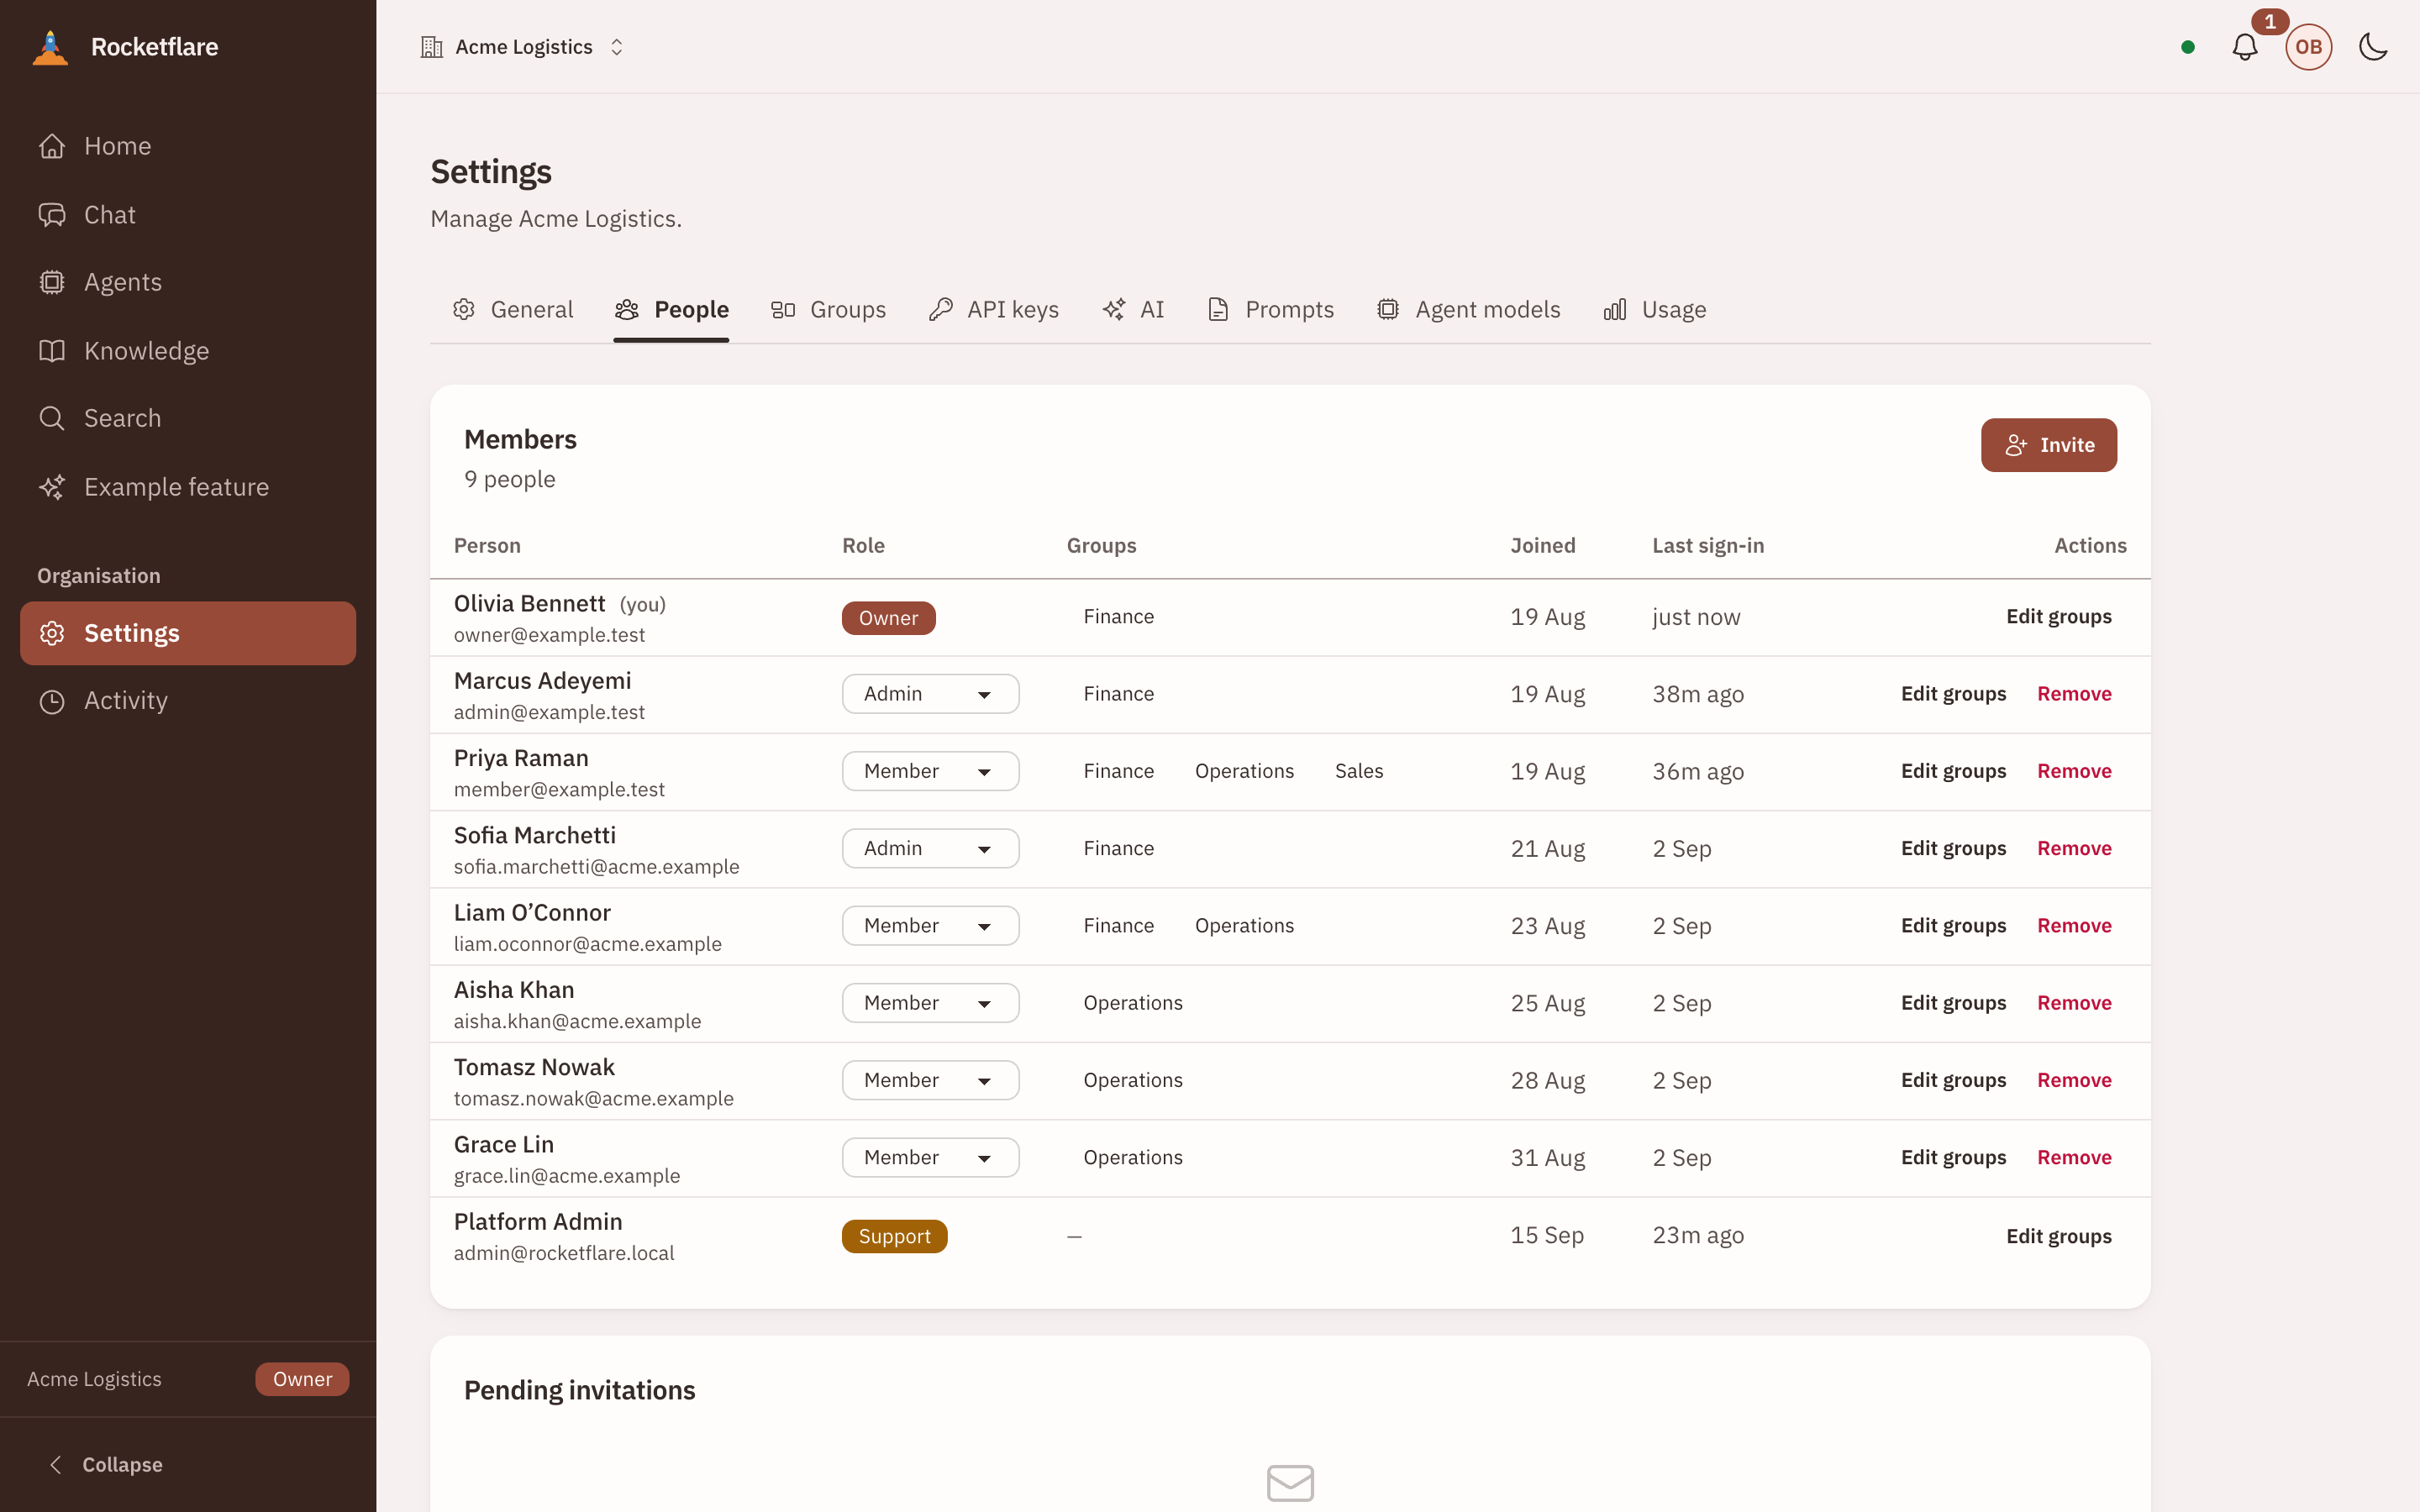 Rocketflare
Acme Logistics
1
OB
Home
Chat
Agents
Knowledge
Search
Example feature
Organisation
Settings
Activity
Acme Logistics Owner
Collapse
Settings
Manage Acme Logistics.
General People Groups API keys AI Prompts Agent models Usage
Members
9 people
Invite
Person Role Groups Joined Last sign-in Actions
Olivia Bennett (you)
owner@example.test
Owner Finance 19 Aug just now Edit groups
Marcus Adeyemi
admin@example.test
Admin Finance 19 Aug 38m ago Edit groups Remove
Priya Raman
member@example.test
Member Finance Operations Sales 19 Aug 36m ago Edit groups Remove
Sofia Marchetti
sofia.marchetti@acme.example
Admin Finance 21 Aug 2 Sep Edit groups Remove
Liam O’Connor
liam.oconnor@acme.example
Member Finance Operations 23 Aug 2 Sep Edit groups Remove
Aisha Khan
aisha.khan@acme.example
Member Operations 25 Aug 2 Sep Edit groups Remove
Tomasz Nowak
tomasz.nowak@acme.example
Member Operations 28 Aug 2 Sep Edit groups Remove
Grace Lin
grace.lin@acme.example
Member Operations 31 Aug 2 Sep Edit groups Remove
Platform Admin
admin@rocketflare.local
Support — 15 Sep 23m ago Edit groups
Pending invitations